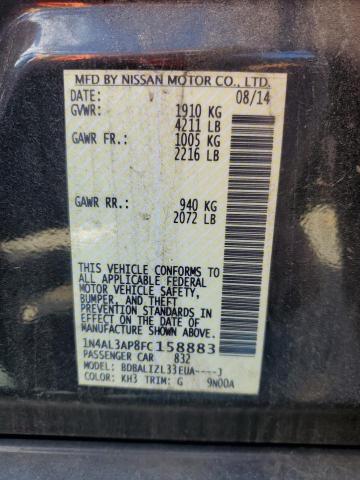 MFD BY NISSAN MOTOR CO., LTD.
DATE: 08/14
GVWR: 1910 KG
4211 LB
GAWR FR: 1005 KG
2216 LB
GAWR RR: 940 KG
2072 LB
THIS VEHICLE CONFORMS TO
ALL APPLICABLE FEDERAL
MOTOR VEHICLE SAFETY,
BUMPER, AND THEFT
PREVENTION STANDARDS IN
EFFECT ON THE DATE OF
MANUFACTURE SHOWN ABOVE.
1N4AL3AP8FC158883
PASSENGER CAR 832
MODEL: BDBALIZL33EUA----J
COLOR: KH3 TRIM: G 9N00A